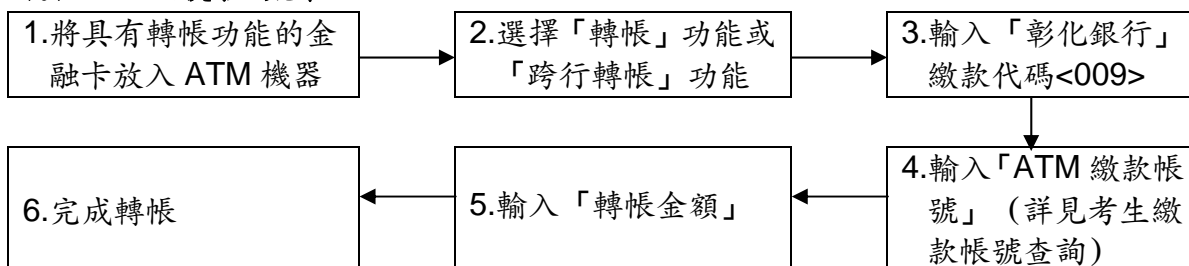 1.將具有轉帳功能的金
融卡放入 ATM 機器
2.選擇「轉帳」功能或
「跨行轉帳」功能
3.輸入「彰化銀行」
繳款代碼<009>
4.輸入「ATM 繳款帳
號」（詳見考生繳
款帳號查詢）
5.輸入「轉帳金額」
6.完成轉帳